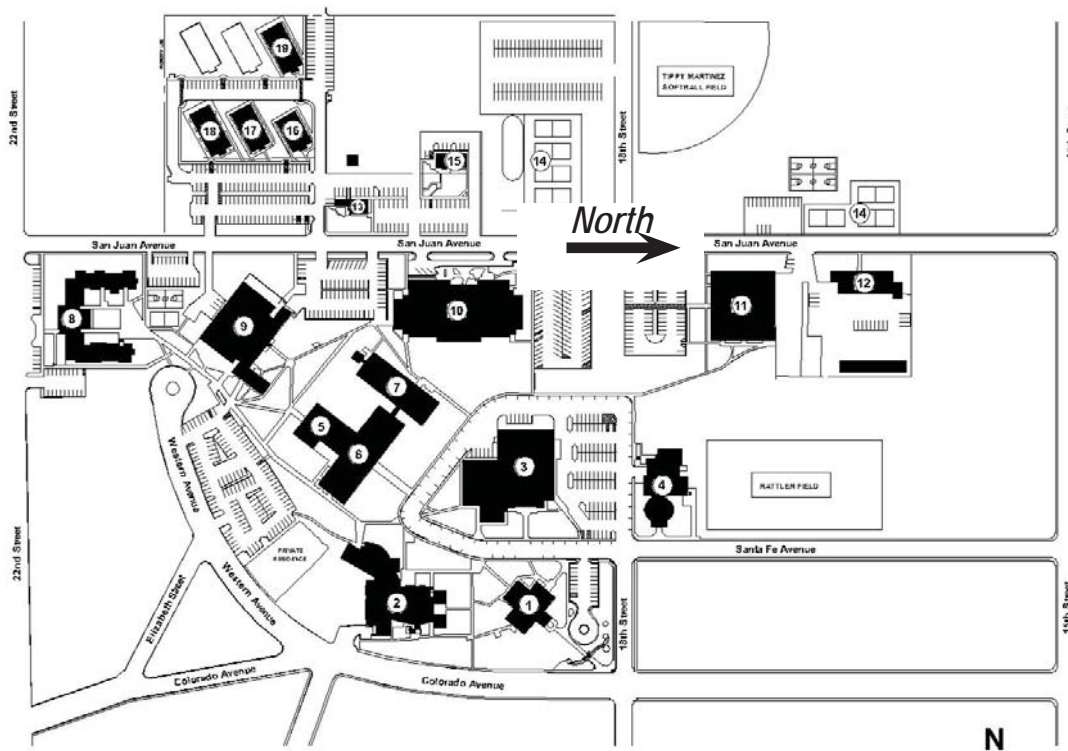 19
TIPPY MARTINEZ
SOFTBALL FIELD
22nd Street
18th Street
18
17
16
15
14
13
14
North
San Juan Avenue
San Juan Avenue
San Juan Avenue
8
9
10
11
12
7
5
6
3
4
RATTLER FIELD
Western Avenue
22nd Street
PRIVATE
RESIDENCE
Santa Fe Avenue
Elizabeth Street
Western Avenue
2
1
18th Street
15th Street
Colorado Avenue
Colorado Avenue
N